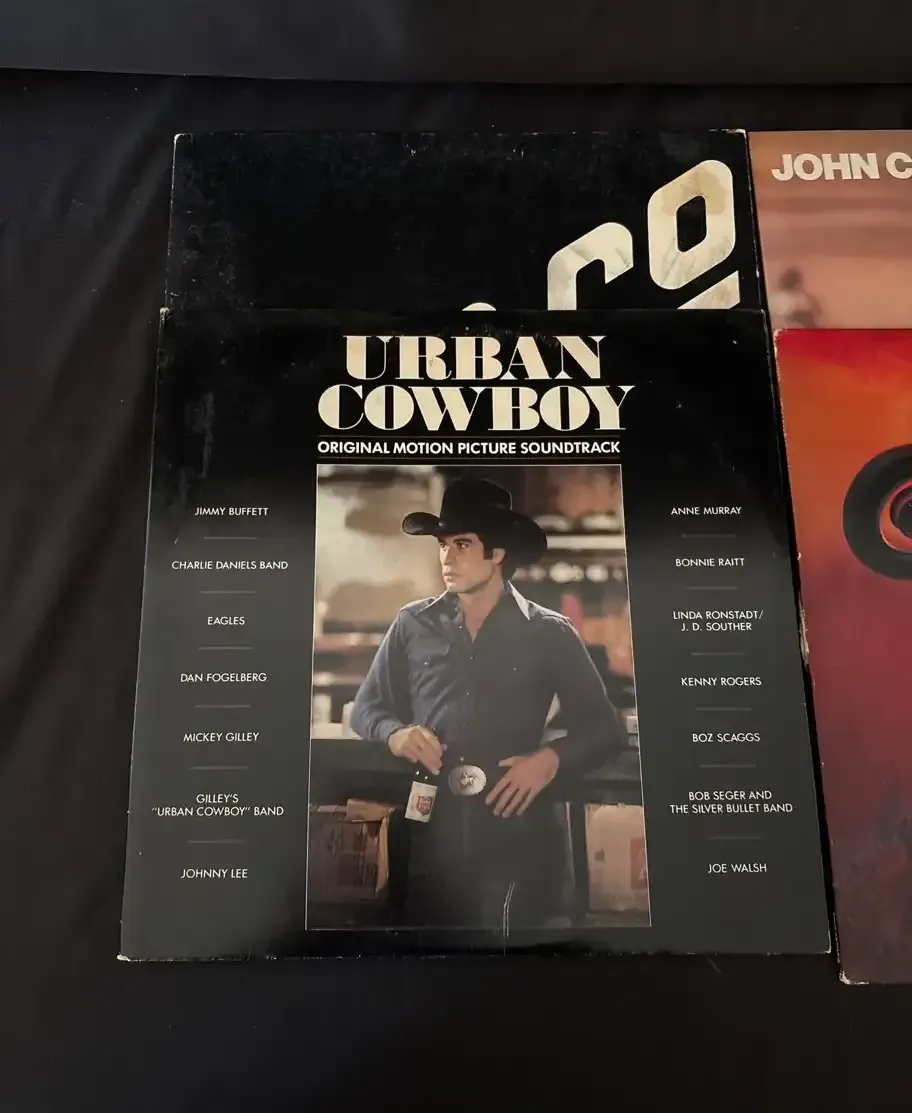 JOHN C
CO
URBAN
COWBOY
ORIGINAL MOTION PICTURE SOUNDTRACK
JIMMY BUFFETT
CHARLIE DANIELS BAND
EAGLES
DAN FOGELBERG
MICKEY GILLEY
GILLEY'S
"URBAN COWBOY" BAND
JOHNNY LEE
ANNE MURRAY
BONNIE RAITT
LINDA RONSTADT/
J. D. SOUTHER
KENNY ROGERS
BOZ SCAGGS
BOB SEGER AND
THE SILVER BULLET BAND
JOE WALSH